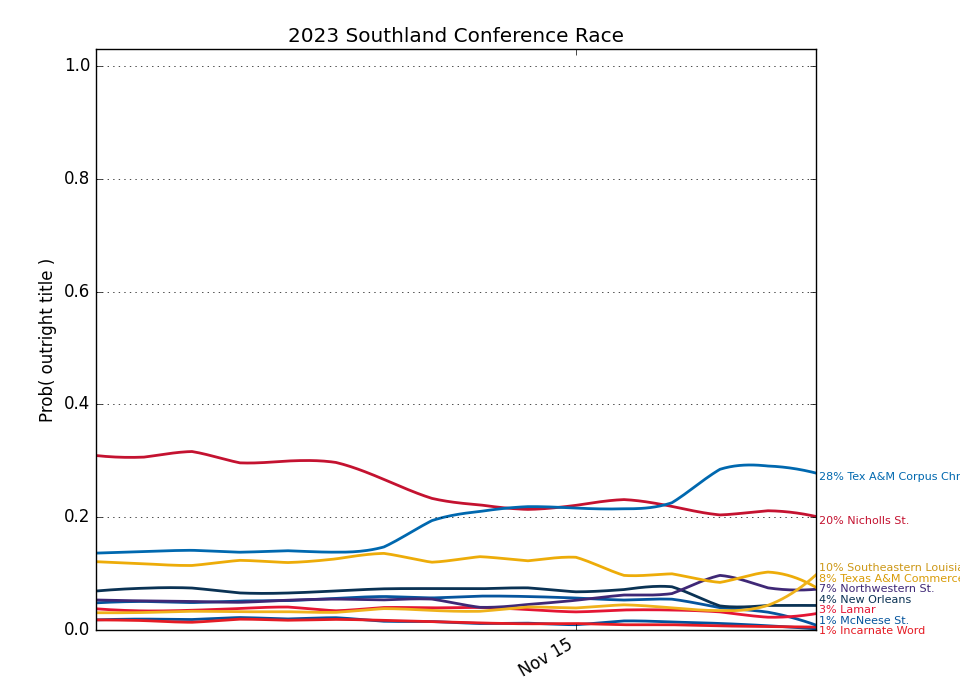 2023 Southland Conference Race
Prob( outright title )
1.0
0.8
0.6
0.4
0.2
0.0
Nov 15
28% Tex A&M Corpus Chr
20% Nicholls St.
10% Southeastern Louisia
8% Texas A&M Commerce
7% Northwestern St.
4% New Orleans
3% Lamar
1% McNeese St.
1% Incarnate Word